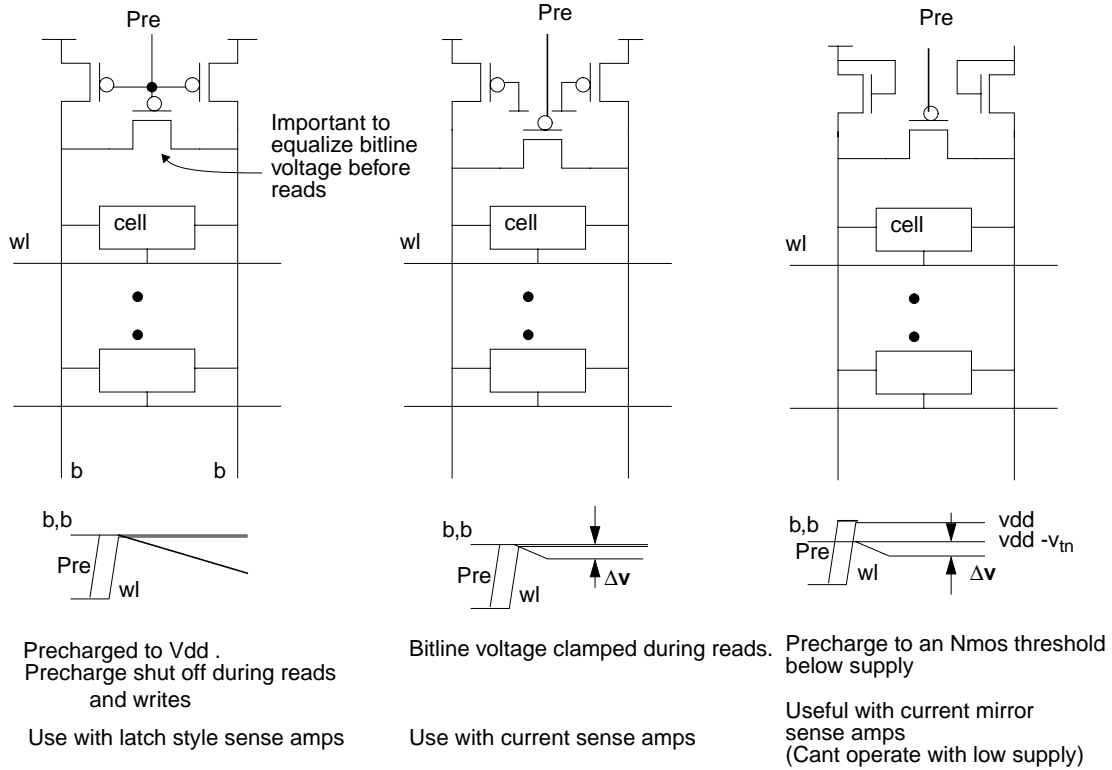 Pre
Pre
Pre
Important to
equalize bitline
voltage before
reads
cell
cell
cell
wl
wl
wl
b
b
b,b
Pre
wl
b,b
Pre
wl
Δv
b,b
Pre
wl
vdd
vdd -vtn
Δv
Precharged to Vdd .
Precharge shut off during reads
and writes
Use with latch style sense amps
Bitline voltage clamped during reads.
Use with current sense amps
Precharge to an Nmos threshold
below supply
Useful with current mirror
sense amps
(Cant operate with low supply)